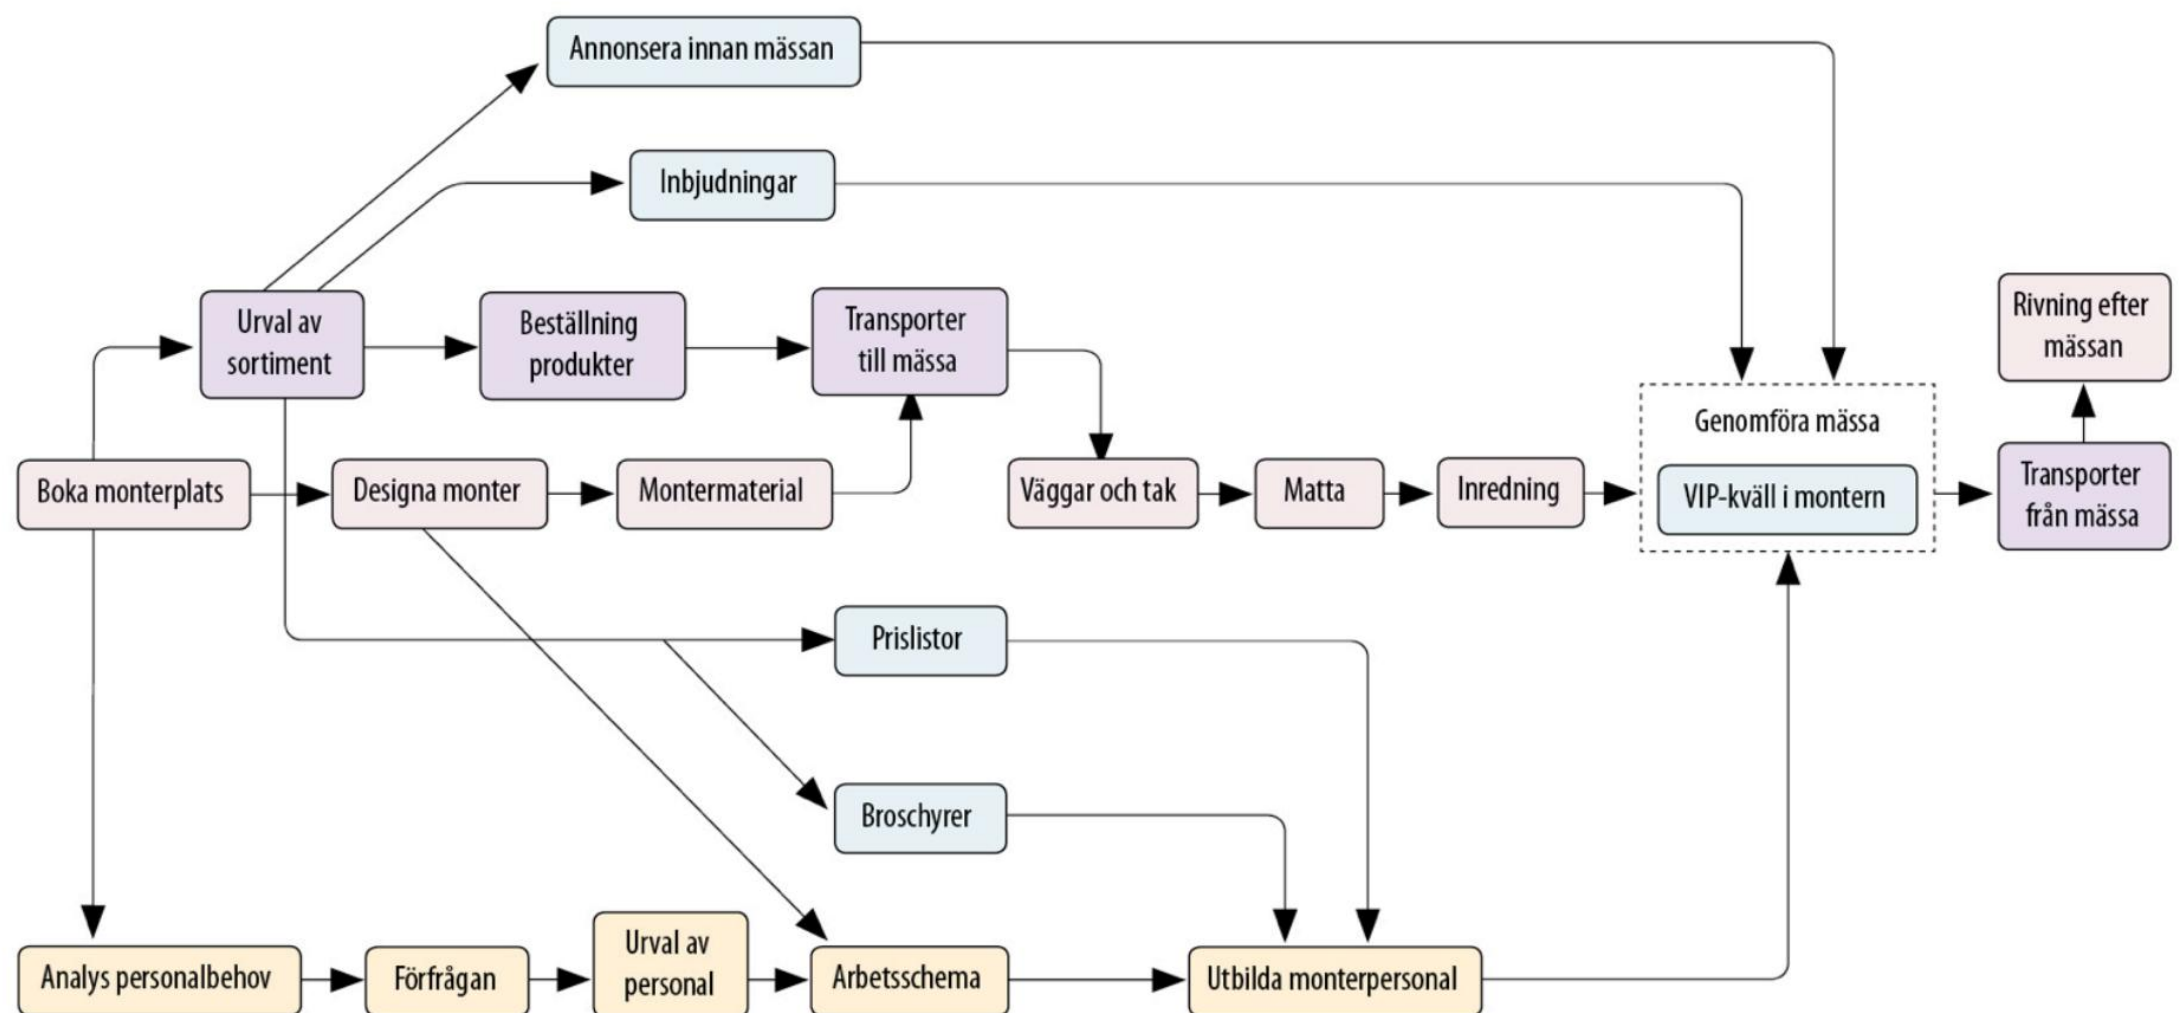 Annonsera innan mässan
Inbjudningar
Urval av
sortiment
Beställning
produkter
Transporter
till mässa
Rivning efter
mässan
Boka monterplats
Designa monter
Montermaterial
Väggar och tak
Matta
Inredning
Genomföra mässa
VIP-kväll i montern
Transporter
från mässa
Prislistor
Broschyrer
Analys personalbehov
Förfrågan
Urval av
personal
Arbetsschema
Utbilda monterpersonal